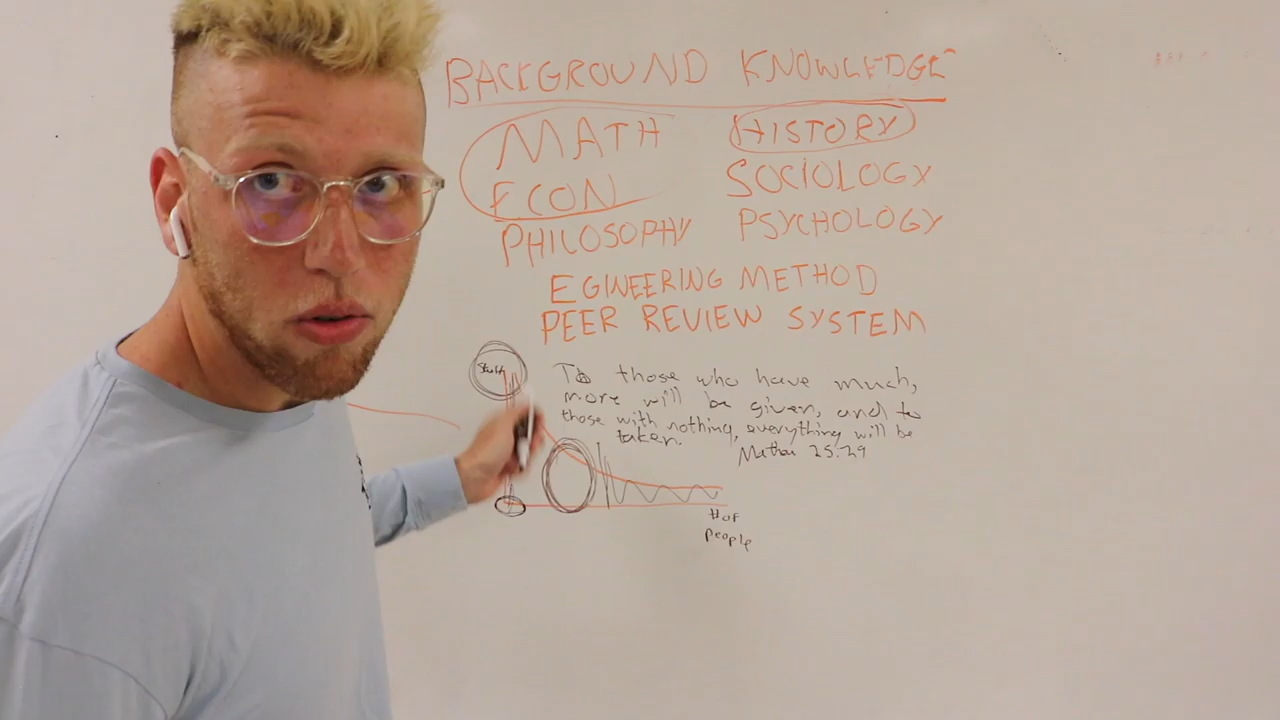 BACKGROUND KNOWLEDGE
MATH HISTORY
ECON SOCIOLOGY
PHILOSOPHY PSYCHOLOGY
EGINEERING METHOD
PEER REVIEW SYSTEM
To those who have much,
more will be given, and to
those with nothing, everything will be
taken.
25:29
# of
people